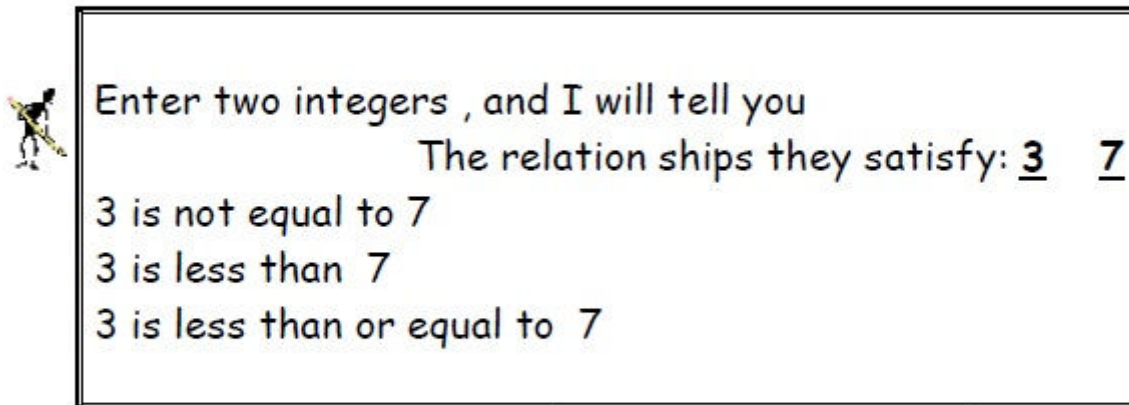 Enter two integers , and I will tell you
The relation ships they satisfy: 3 7
3 is not equal to 7
3 is less than 7
3 is less than or equal to 7